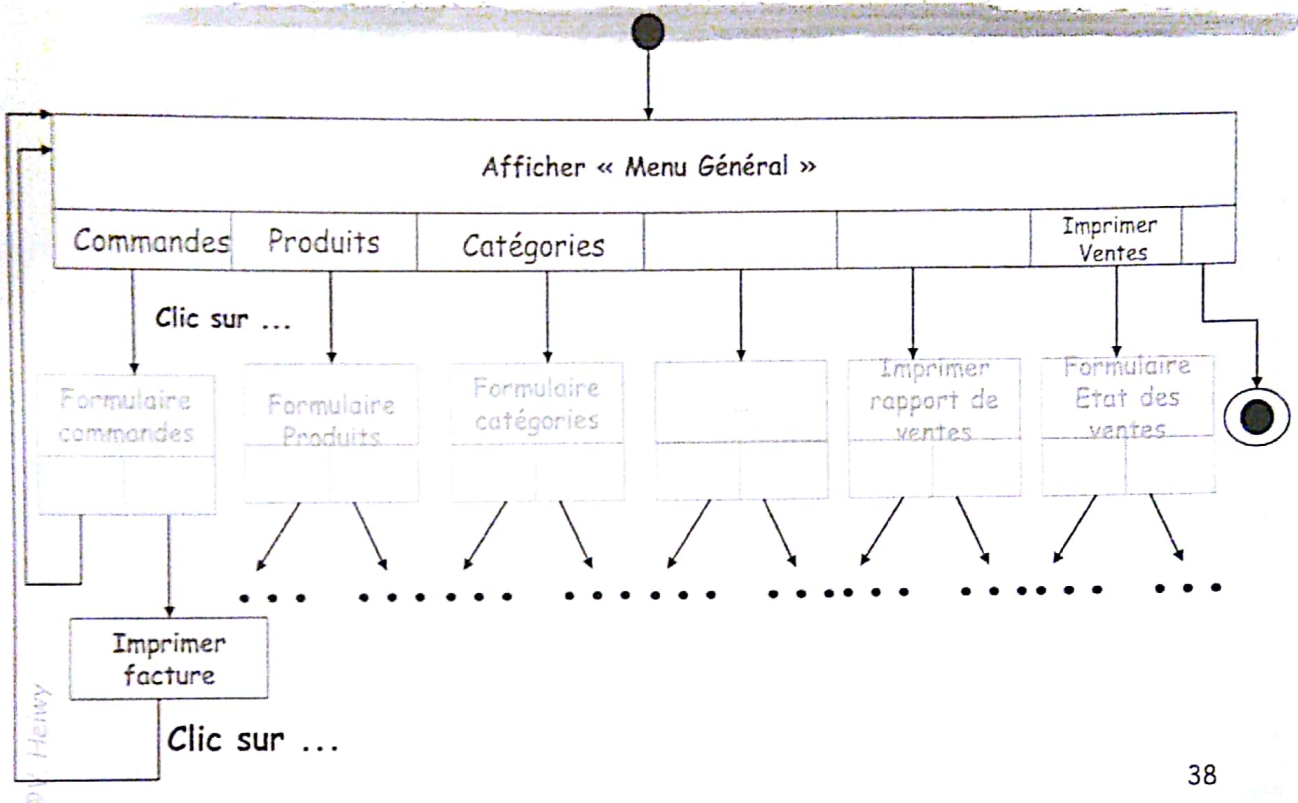 Afficher « Menu Général »
Commandes
Produits
Catégories
Imprimer
Ventes
Clic sur ...
Formulaire
commandes
Formulaire
Produits
Formulaire
catégories
...
Imprimer
rapport de
ventes
Formulaire
Etat des
ventes
Imprimer
facture
Clic sur ...
Helwy
38